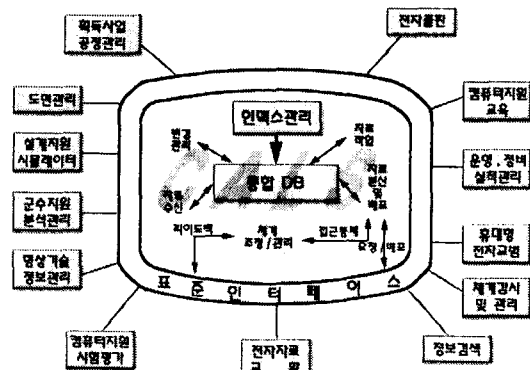 획득사업
공정관리
전자출판
도면관리
컴퓨터지원
교육
설계지원
시뮬레이터
인덱스관리
변경
관리
자료
작업
운영 . 정비
실적관리
통합 DB
군수지원
분석관리
자동
수신
자료
분산
및
배포
피이드백
체계
조정/관리
접근통제
요청/배포
휴대형
전자교범
형상기술
정보관리
표 준 인 터 페 이 스
체계감시
및 관리
컴퓨터지원
시험평가
전자자료
교 환
정보검색